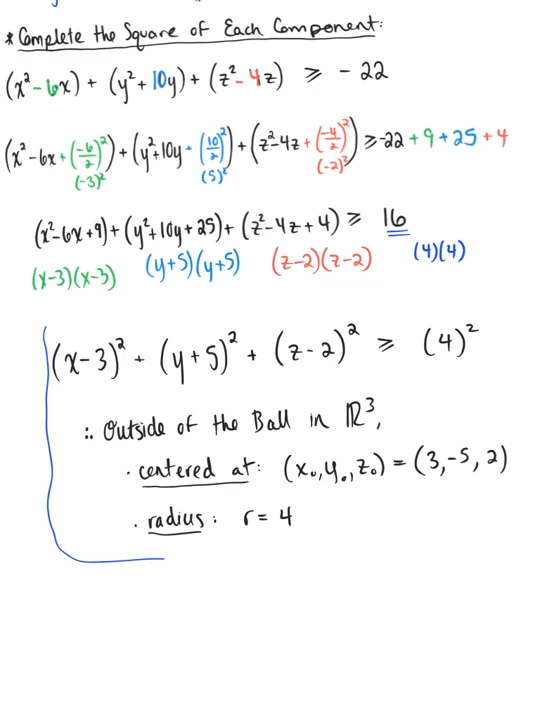 * Complete the Square of Each Component:
(x² - 6x) + (y² + 10y) + (z² - 4z) ≥ - 22
(x² - 6x + (-6/2)²) + (y² + 10y + (10/2)²) + (z² - 4z + (-4/2)²) ≥ -22 + 9 + 25 + 4
(-3)² (5)² (-2)²
(x² - 6x + 9) + (y² + 10y + 25) + (z² - 4z + 4) ≥ 16
(x-3)(x-3) (y+5)(y+5) (z-2)(z-2) (4)(4)
(x-3)² + (y+5)² + (z-2)² ≥ (4)²
∴ Outside of the Ball in ℝ³,
· centered at: (x₀, y₀, z₀) = (3, -5, 2)
· radius: r = 4